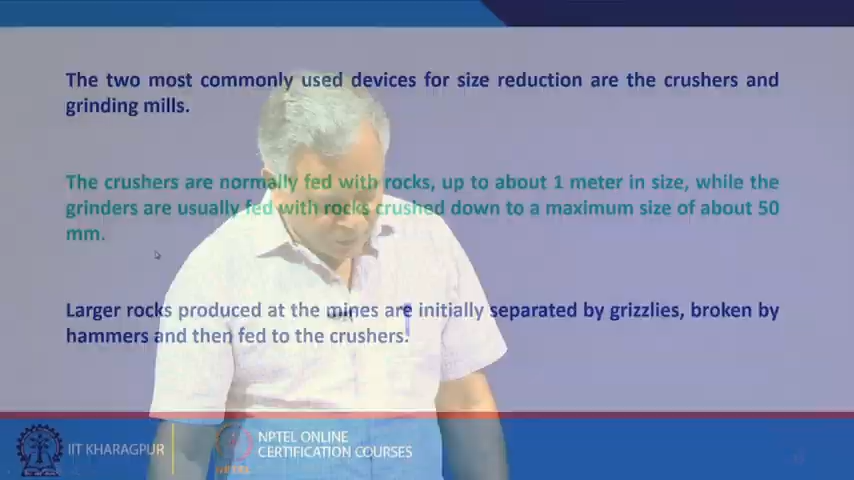 The two most commonly used devices for size reduction are the crushers and
grinding mills.
The crushers are normally fed with rocks, up to about 1 meter in size, while the
grinders are usually fed with rocks crushed down to a maximum size of about 50
mm.
Larger rocks produced at the mines are initially separated by grizzlies, broken by
hammers and then fed to the crushers.
IIT KHARAGPUR
NPTEL
NPTEL ONLINE
CERTIFICATION COURSES